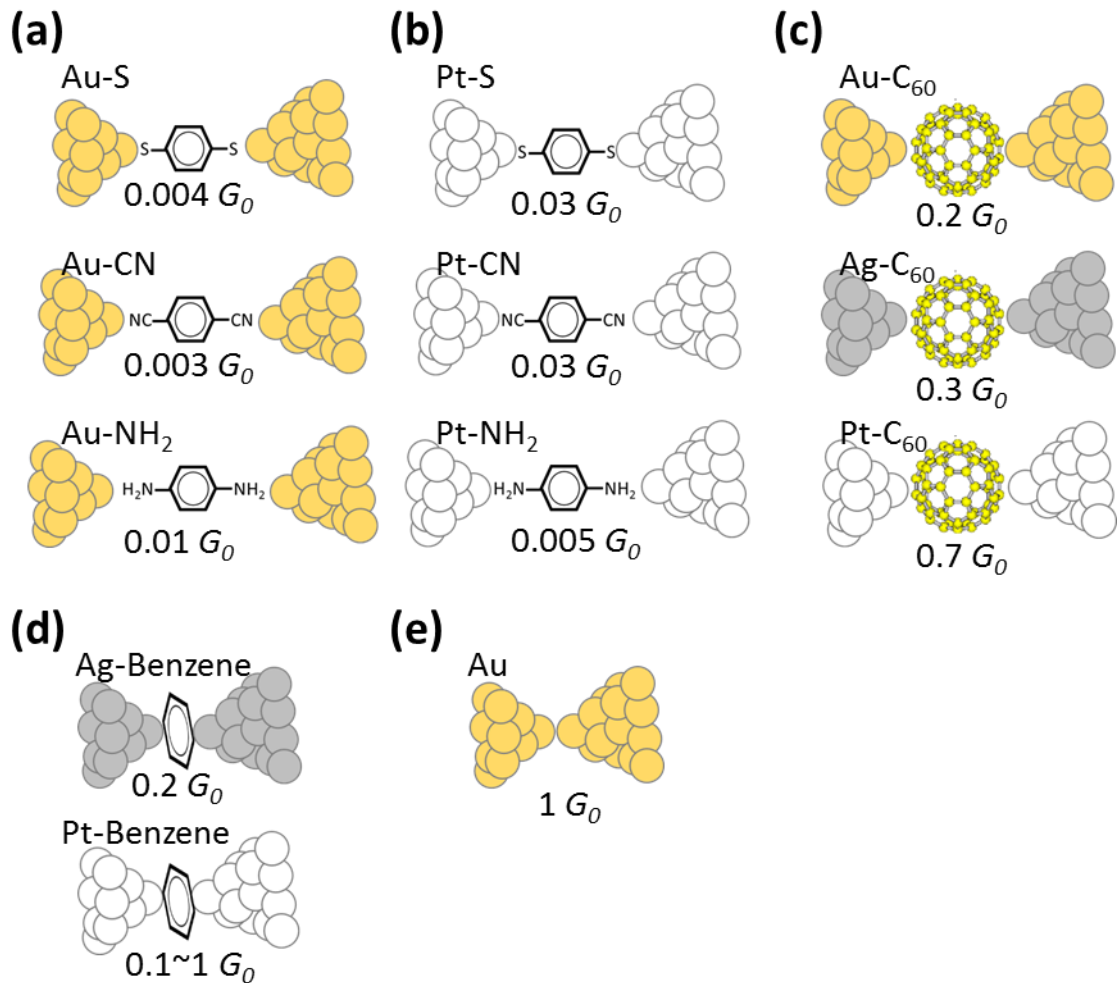 (a)
Au-S
S S
0.004 G₀
Au-CN
NC CN
0.003 G₀
Au-NH₂
H₂N NH₂
0.01 G₀
(b)
Pt-S
S S
0.03 G₀
Pt-CN
NC CN
0.03 G₀
Pt-NH₂
H₂N NH₂
0.005 G₀
(c)
Au-C₆₀
0.2 G₀
Ag-C₆₀
0.3 G₀
Pt-C₆₀
0.7 G₀
(d)
Ag-Benzene
0.2 G₀
Pt-Benzene
0.1~1 G₀
(e)
Au
1 G₀